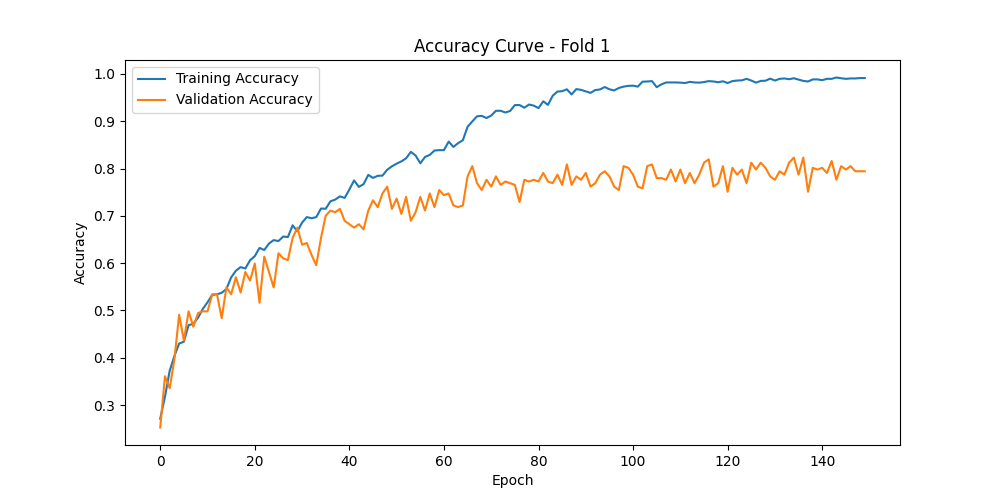 Accuracy Curve - Fold 1
Training Accuracy
Validation Accuracy
1.0
0.9
0.8
0.7
0.6
0.5
0.4
0.3
Accuracy
0 20 40 60 80 100 120 140
Epoch